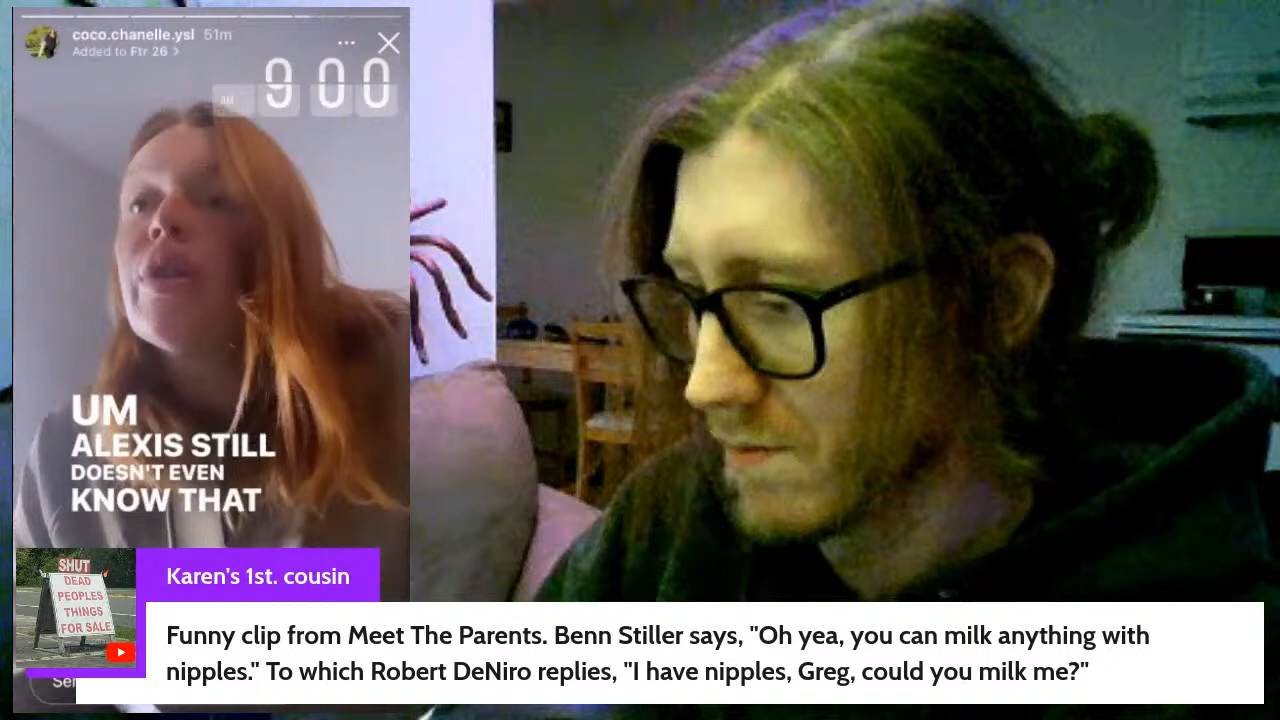 coco.chanelle.ysl 51m
Added to Ftr 26 >
AM 9 00
UM
ALEXIS STILL
DOESN'T EVEN
KNOW THAT
SHUT
DEAD
PEOPLES
THINGS
FOR SALE
Karen's 1st. cousin
Funny clip from Meet The Parents. Benn Stiller says, "Oh yea, you can milk anything with
nipples." To which Robert DeNiro replies, "I have nipples, Greg, could you milk me?"